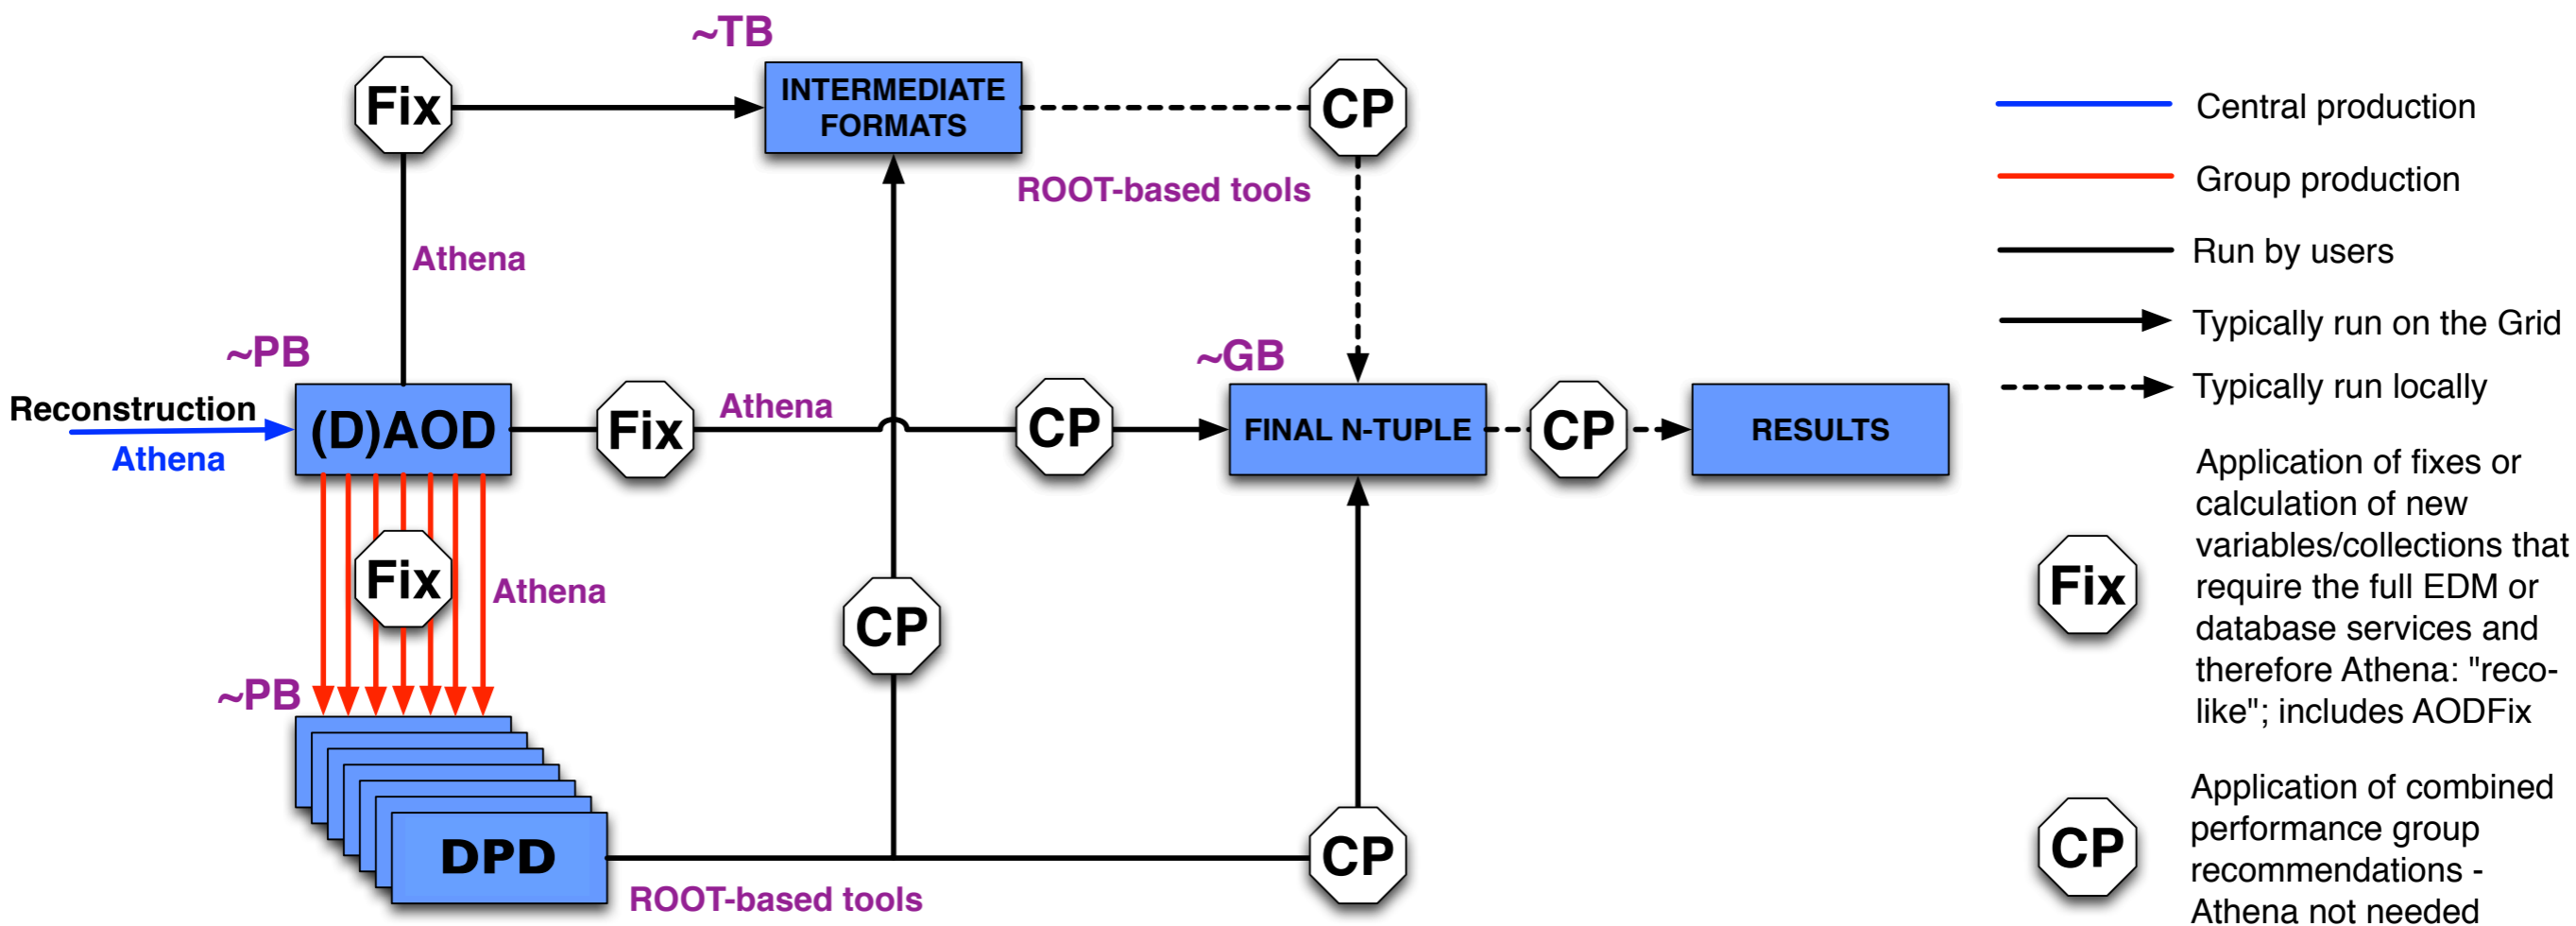 ~TB
Fix
INTERMEDIATE
FORMATS
CP
ROOT-based tools
Athena
~PB
~GB
Reconstruction
Athena
(D)AOD
Fix
Athena
CP
FINAL N-TUPLE
CP
RESULTS
Fix
Athena
CP
~PB
DPD
ROOT-based tools
CP
Central production
Group production
Run by users
Typically run on the Grid
Typically run locally
Fix
Application of fixes or
calculation of new
variables/collections that
require the full EDM or
database services and
therefore Athena: "reco-
like"; includes AODFix
CP
Application of combined
performance group
recommendations -
Athena not needed